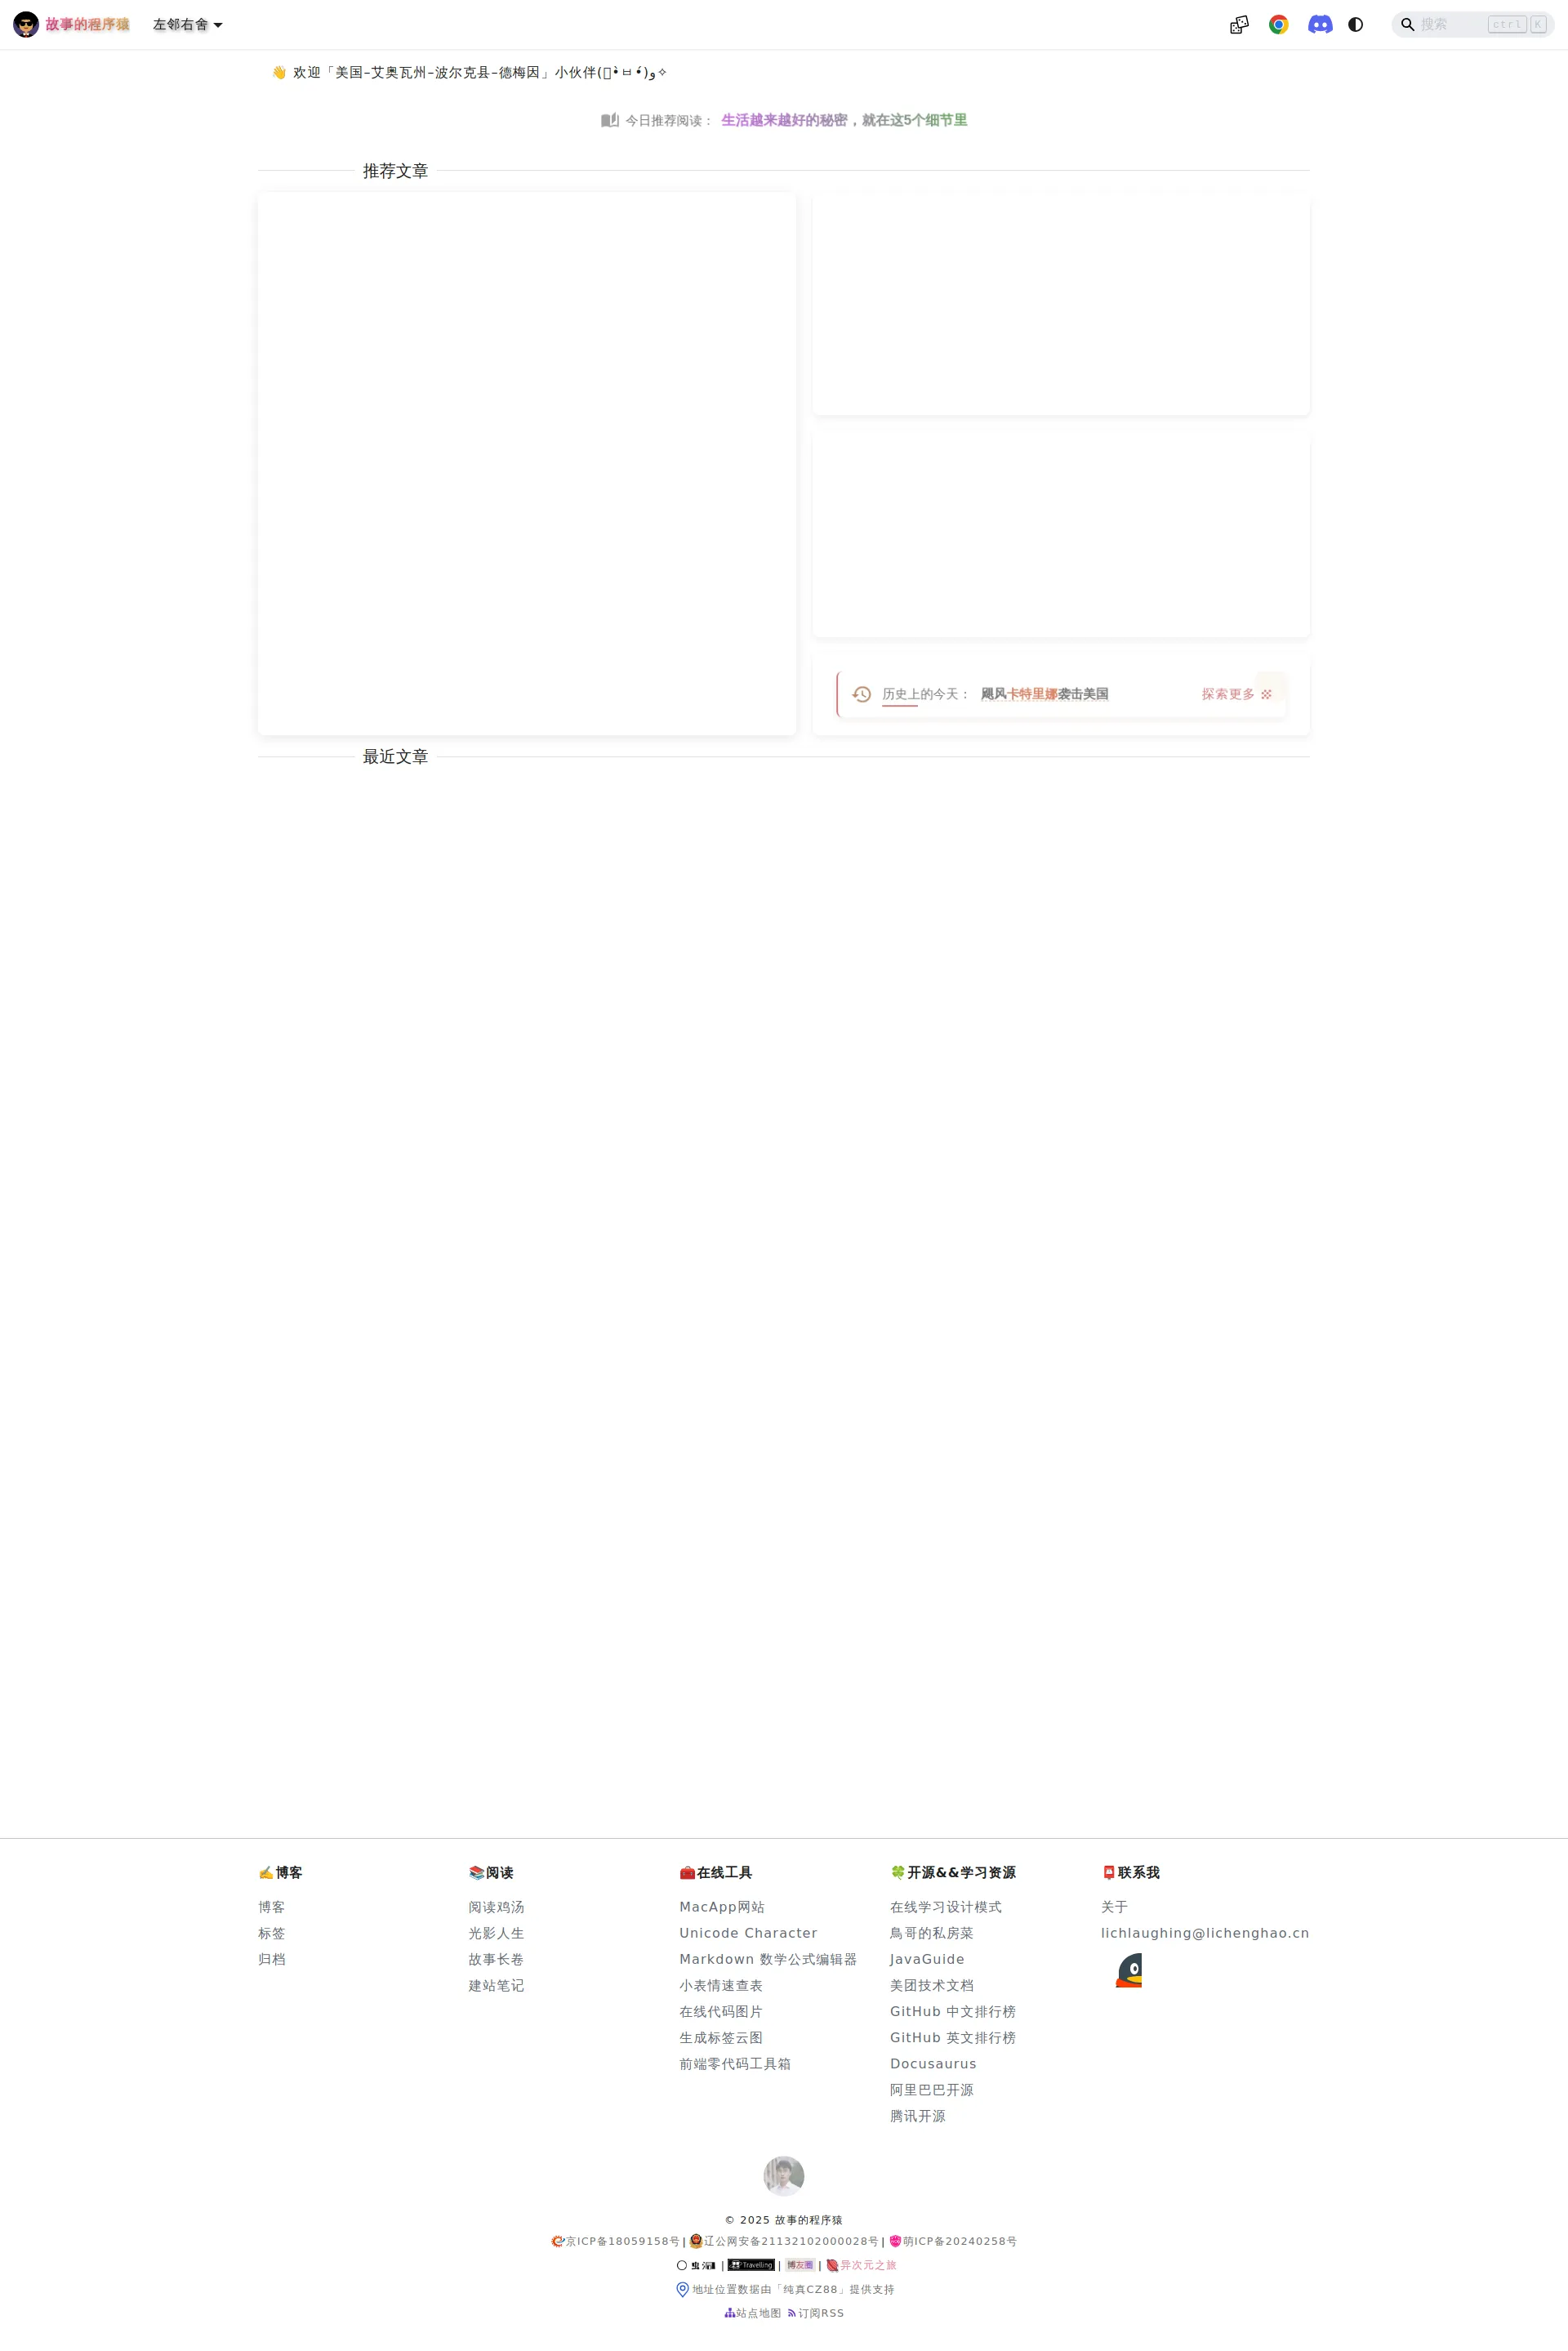 故事的程序猿 左邻右舍 搜索 ctrl K
👋 欢迎「美国–艾奥瓦州–波尔克县–德梅因」小伙伴(๑•̀ㅂ•́)و✧
今日推荐阅读： 生活越来越好的秘密，就在这5个细节里
推荐文章
历史上的今天： 飓风卡特里娜袭击美国 探索更多
最近文章
✍️博客
博客
标签
归档
📚阅读
阅读鸡汤
光影人生
故事长卷
建站笔记
🧰在线工具
MacApp网站
Unicode Character
Markdown 数学公式编辑器
小表情速查表
在线代码图片
生成标签云图
前端零代码工具箱
🍀开源&&学习资源
在线学习设计模式
鳥哥的私房菜
JavaGuide
美团技术文档
GitHub 中文排行榜
GitHub 英文排行榜
Docusaurus
阿里巴巴开源
腾讯开源
📮联系我
关于
lichlaughing@lichenghao.cn
© 2025 故事的程序猿
京ICP备18059158号 | 辽公网安备21132102000028号 | 萌ICP备20240258号
| Travelling | 博友圈 | 异次元之旅
地址位置数据由「纯真CZ88」提供支持
站点地图 订阅RSS